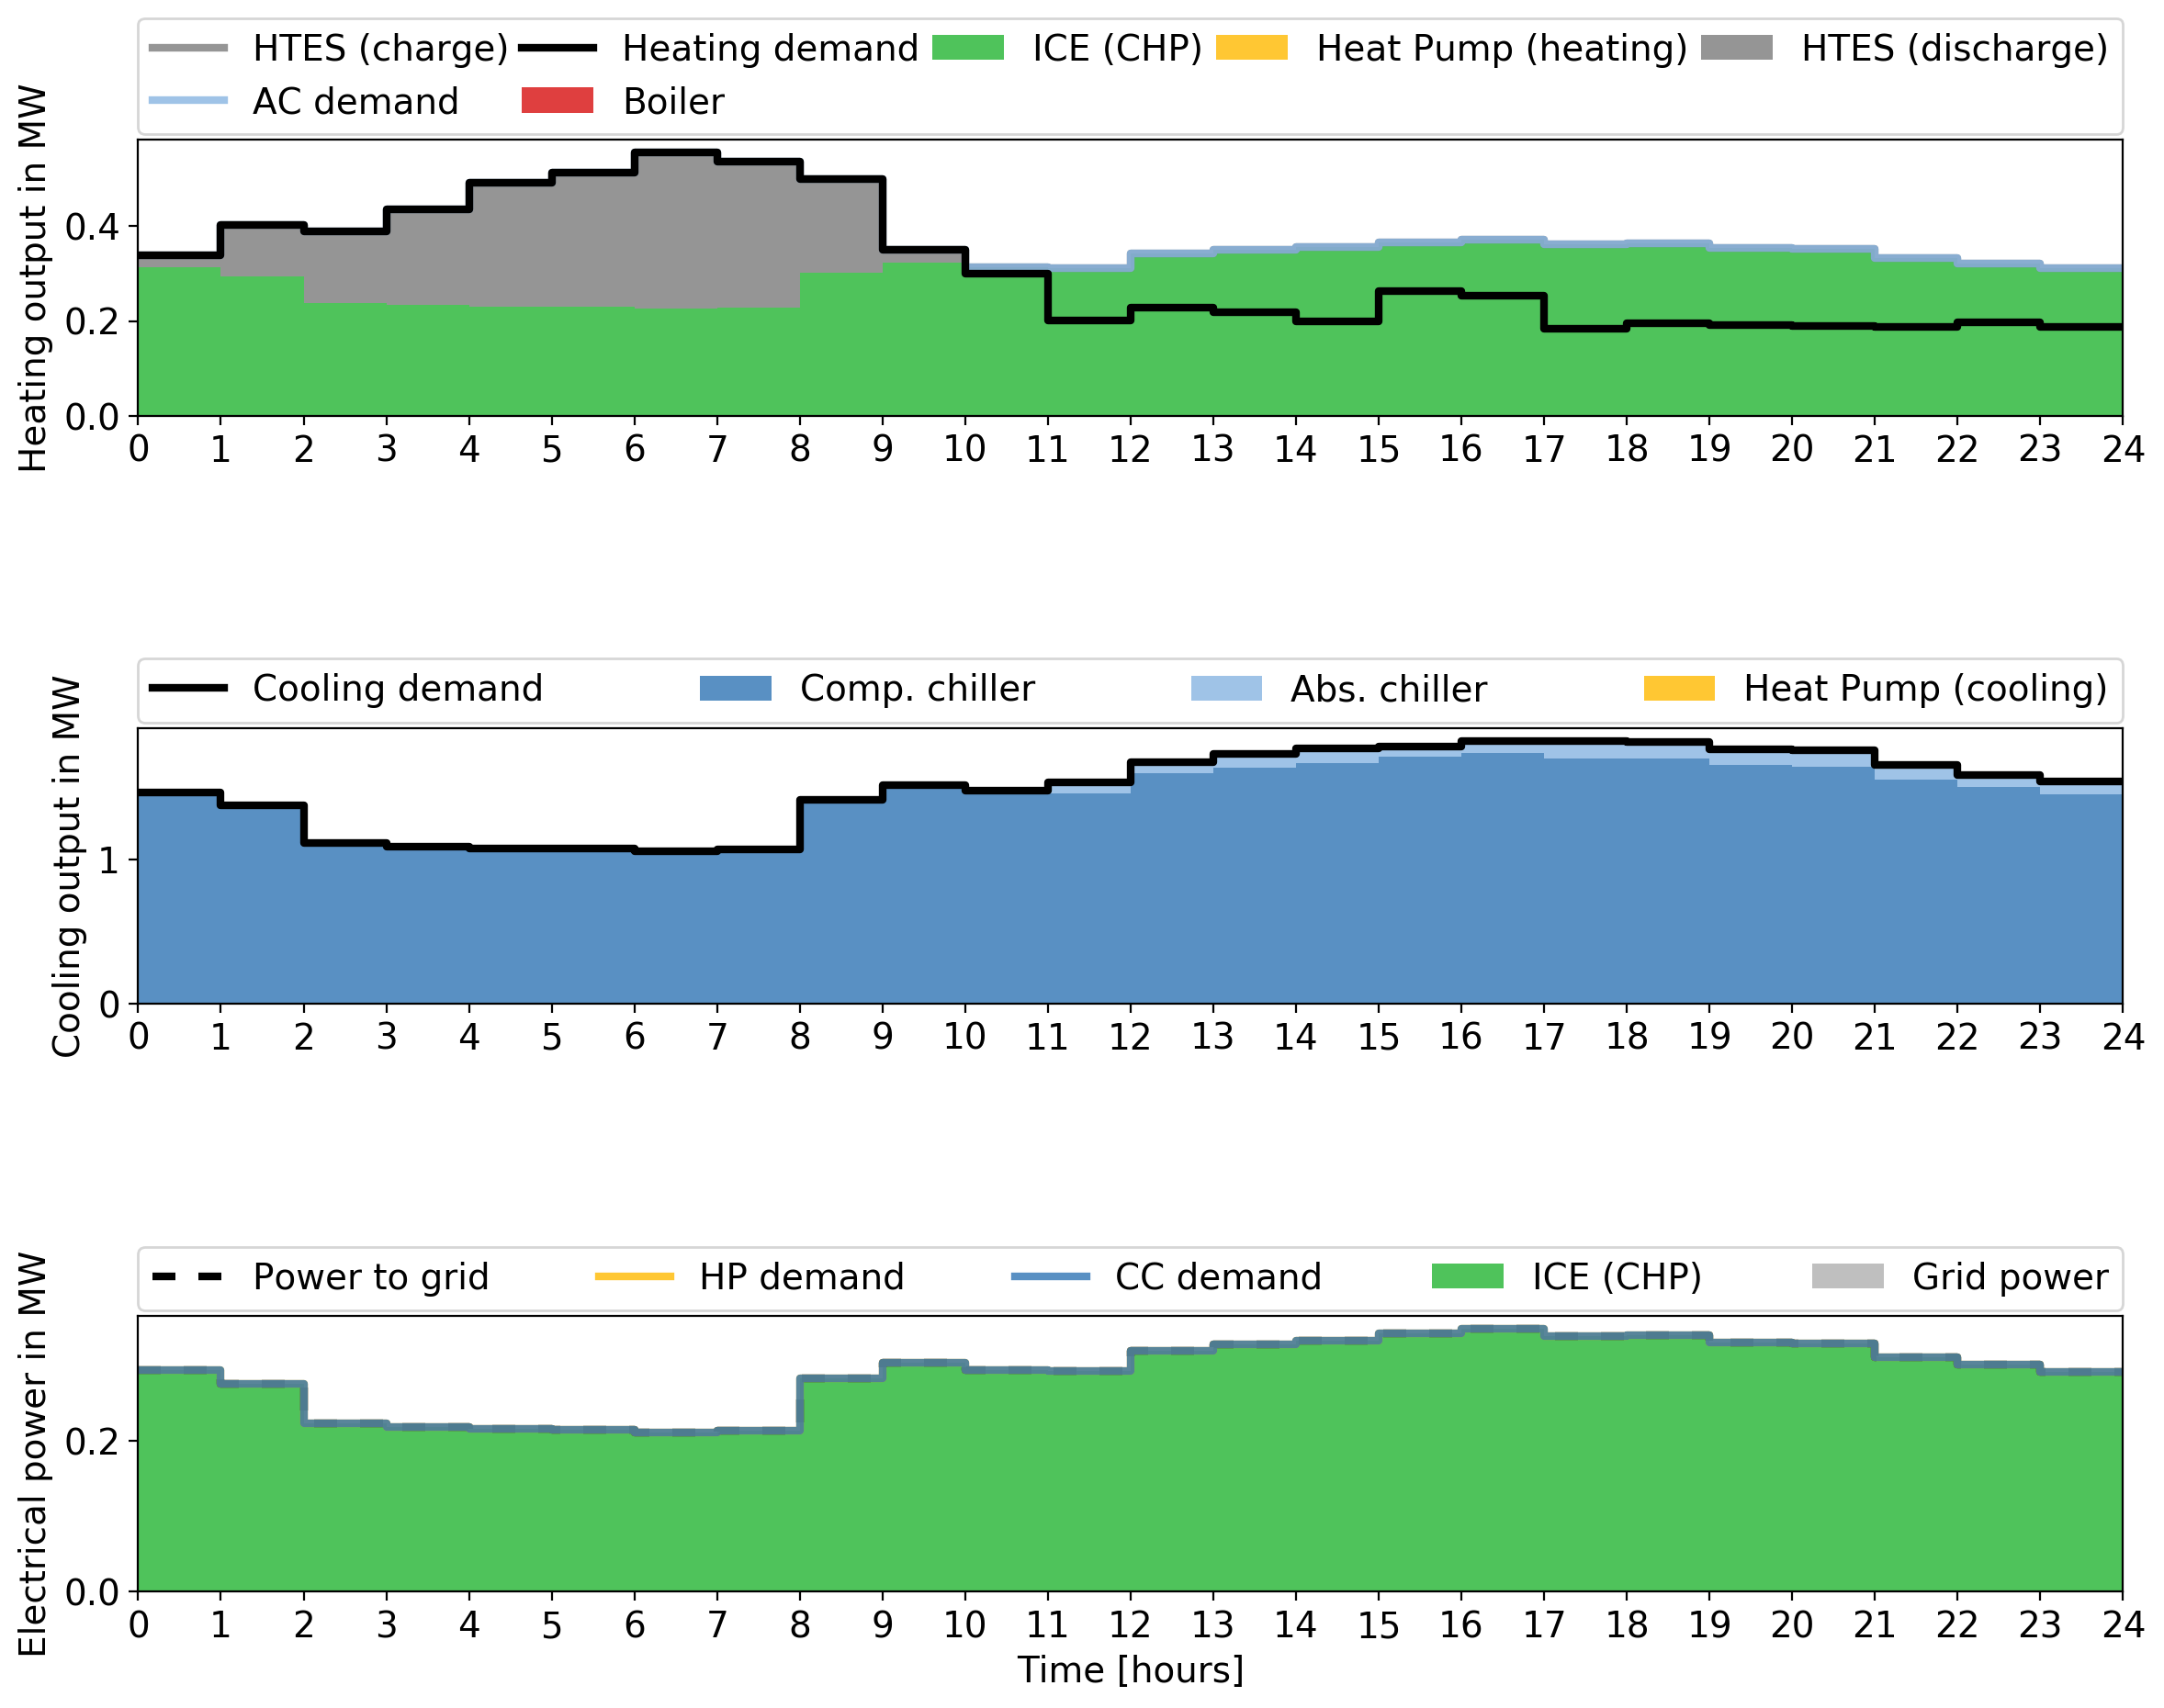 HTES (charge) Heating demand ICE (CHP) Heat Pump (heating) HTES (discharge)
AC demand Boiler
Heating output in MW
0.4
0.2
0.0
0 1 2 3 4 5 6 7 8 9 10 11 12 13 14 15 16 17 18 19 20 21 22 23 24
Cooling demand Comp. chiller Abs. chiller Heat Pump (cooling)
Cooling output in MW
1
0
0 1 2 3 4 5 6 7 8 9 10 11 12 13 14 15 16 17 18 19 20 21 22 23 24
Power to grid HP demand CC demand ICE (CHP) Grid power
Electrical power in MW
0.2
0.0
0 1 2 3 4 5 6 7 8 9 10 11 12 13 14 15 16 17 18 19 20 21 22 23 24
Time [hours]